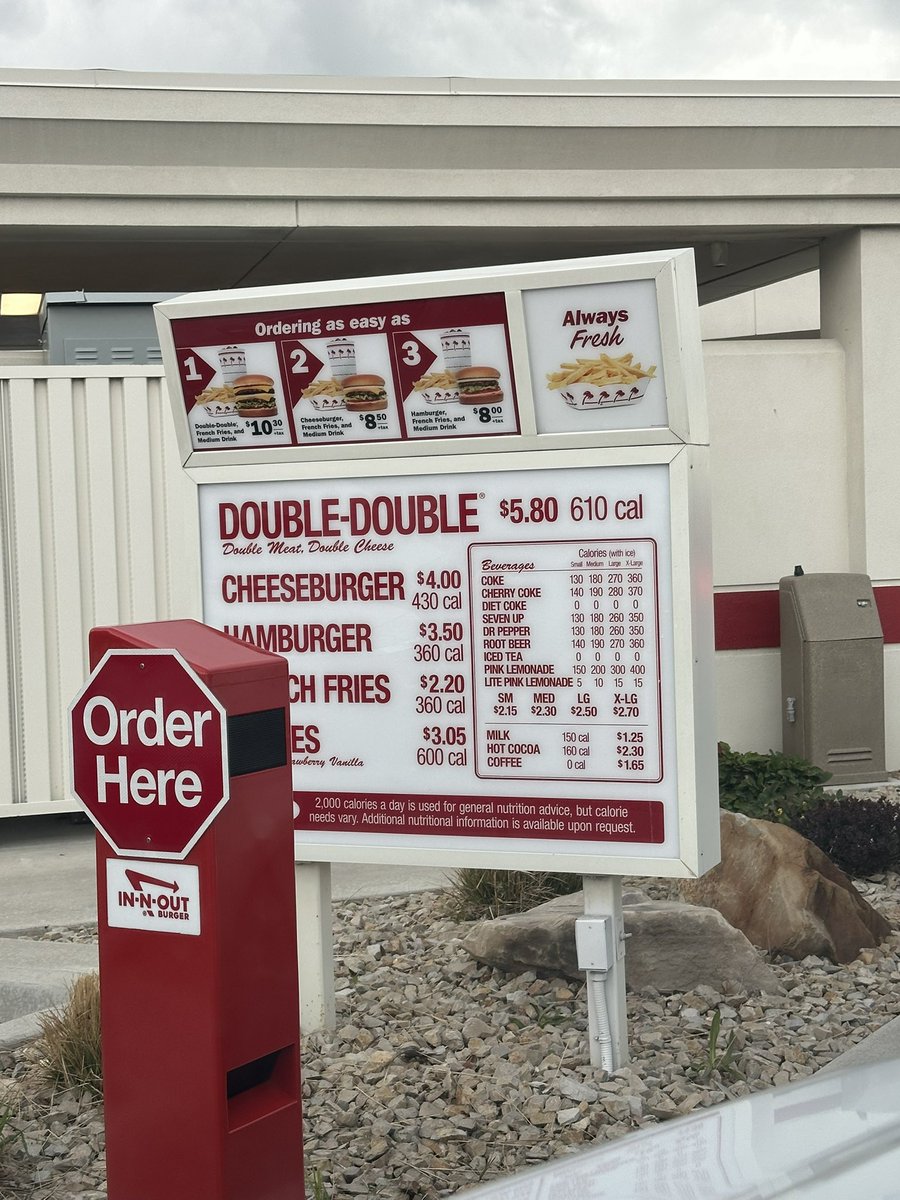 Ordering as easy as
1
Double-Double,
French Fries, and
Medium Drink
$10 30
+tax
2
Cheeseburger,
French Fries, and
Medium Drink
$8 50
+tax
3
Hamburger,
French Fries, and
Medium Drink
$8 00
+tax
Always
Fresh
DOUBLE-DOUBLE® $5.80 610 cal
Double Meat, Double Cheese
CHEESEBURGER $4.00
430 cal
HAMBURGER $3.50
360 cal
CH FRIES $2.20
360 cal
ES $3.05
600 cal
awberry Vanilla
Calories (with ice)
Beverages Small Medium Large X-Large
COKE 130 180 270 360
CHERRY COKE 140 190 280 370
DIET COKE 0 0 0 0
SEVEN UP 130 180 260 350
DR PEPPER 130 180 260 350
ROOT BEER 140 190 270 360
ICED TEA 0 0 0 0
PINK LEMONADE 150 200 300 400
LITE PINK LEMONADE 5 10 15 15
SM MED LG X-LG
$2.15 $2.30 $2.50 $2.70
MILK 150 cal $1.25
HOT COCOA 160 cal $2.30
COFFEE 0 cal $1.65
2,000 calories a day is used for general nutrition advice, but calorie
needs vary. Additional nutritional information is available upon request.
Order
Here
IN-N-OUT
BURGER